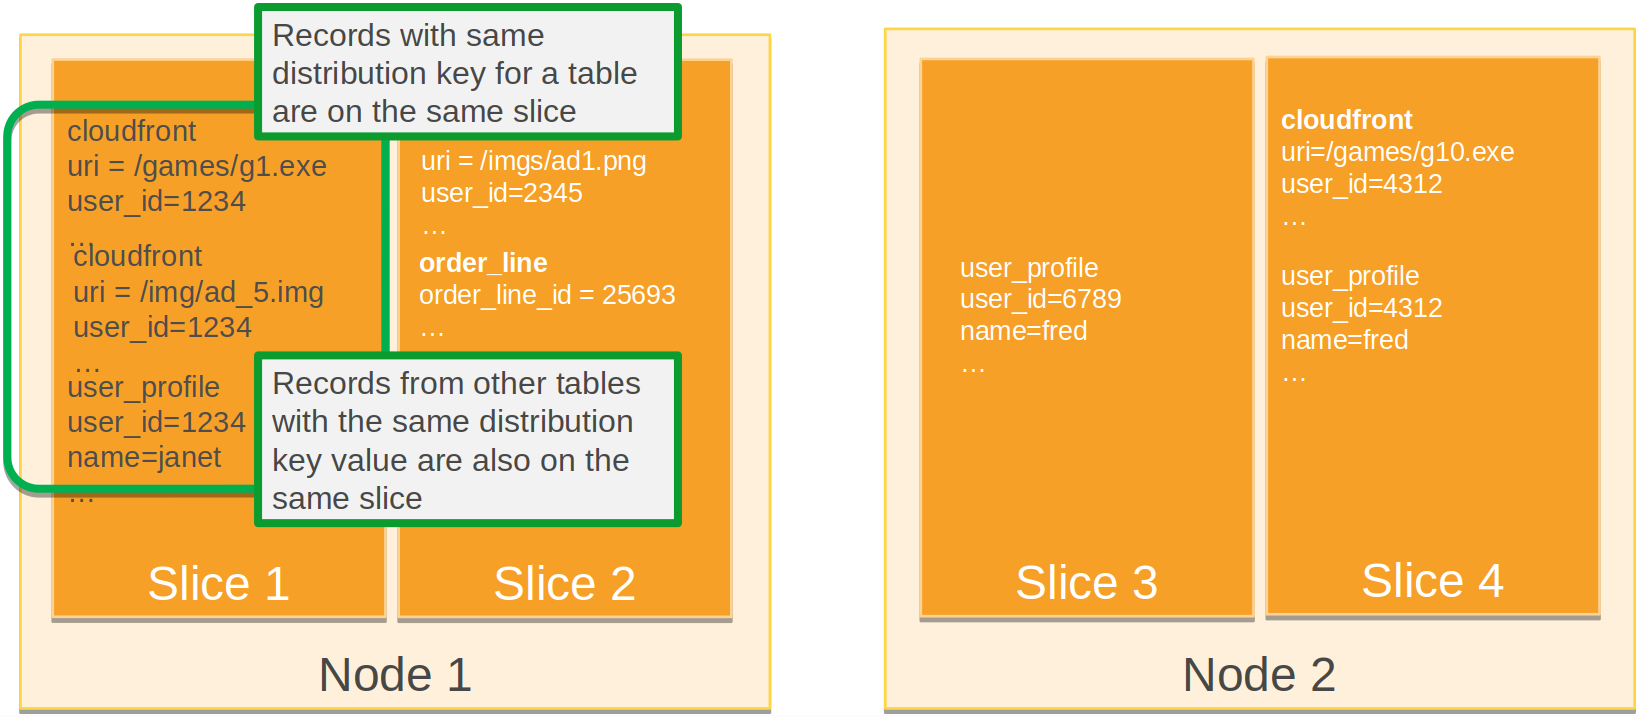 Records with same
distribution key for a table
are on the same slice
cloudfront
uri = /games/g1.exe
user_id=1234
...
cloudfront
uri = /img/ad_5.img
user_id=1234
...
user_profile
user_id=1234
name=janet
...
Slice 1
uri = /imgs/ad1.png
user_id=2345
...
order_line
order_line_id = 25693
...
Records from other tables
with the same distribution
key value are also on the
same slice
Slice 2
Node 1
user_profile
user_id=6789
name=fred
...
Slice 3
cloudfront
uri=/games/g10.exe
user_id=4312
...
user_profile
user_id=4312
name=fred
...
Slice 4
Node 2